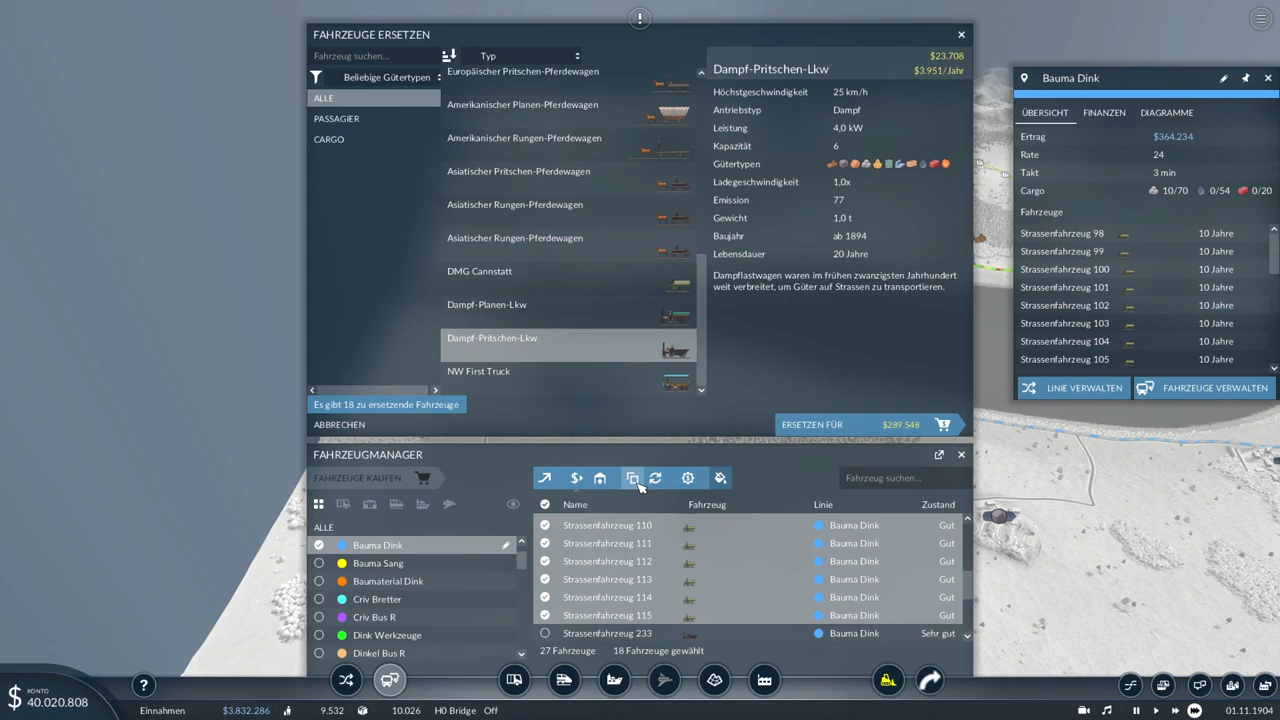 FAHRZEUGE ERSETZEN
Fahrzeug suchen...
Typ
Beliebige Gütertypen
ALLE
PASSAGIER
CARGO
Europäischer Pritschen-Pferdewagen
Amerikanischer Planen-Pferdewagen
Amerikanischer Rungen-Pferdewagen
Asiatischer Pritschen-Pferdewagen
Asiatischer Rungen-Pferdewagen
Asiatischer Rungen-Pferdewagen
DMG Cannstatt
Dampf-Planen-Lkw
Dampf-Pritschen-Lkw
NW First Truck
$23.708
Dampf-Pritschen-Lkw
$3.951/Jahr
Höchstgeschwindigkeit 25 km/h
Antriebstyp Dampf
Leistung 4,0 kW
Kapazität 6
Gütertypen
Ladegeschwindigkeit 1,0x
Emission 77
Gewicht 1,0 t
Baujahr ab 1894
Lebensdauer 20 Jahre
Dampflastwagen waren im frühen zwanzigsten Jahrhundert
weit verbreitet, um Güter auf Strassen zu transportieren.
Es gibt 18 zu ersetzende Fahrzeuge
ABBRECHEN
ERSETZEN FÜR $289.548
Bauma Dink
ÜBERSICHT FINANZEN DIAGRAMME
Ertrag $364.234
Rate 24
Takt 3 min
Cargo 10/70 0/54 0/20
Fahrzeuge
Strassenfahrzeug 98 10 Jahre
Strassenfahrzeug 99 10 Jahre
Strassenfahrzeug 100 10 Jahre
Strassenfahrzeug 101 10 Jahre
Strassenfahrzeug 102 10 Jahre
Strassenfahrzeug 103 10 Jahre
Strassenfahrzeug 104 10 Jahre
Strassenfahrzeug 105 10 Jahre
LINIE VERWALTEN FAHRZEUGE VERWALTEN
FAHRZEUGMANAGER
FAHRZEUGE KAUFEN
Fahrzeug suchen...
ALLE
Bauma Dink
Bauma Sang
Baumaterial Dink
Criv Bretter
Criv Bus R
Dink Werkzeuge
Dinkel Bus R
Name Fahrzeug Linie Zustand
Strassenfahrzeug 110 Bauma Dink Gut
Strassenfahrzeug 111 Bauma Dink Gut
Strassenfahrzeug 112 Bauma Dink Gut
Strassenfahrzeug 113 Bauma Dink Gut
Strassenfahrzeug 114 Bauma Dink Gut
Strassenfahrzeug 115 Bauma Dink Gut
Strassenfahrzeug 233 Bauma Dink Sehr gut
27 Fahrzeuge 18 Fahrzeuge gewählt
KONTO
$ 40.020.808
Einnahmen $3.832.286 9.532 10.026 H0 Bridge Off
01.11.1904